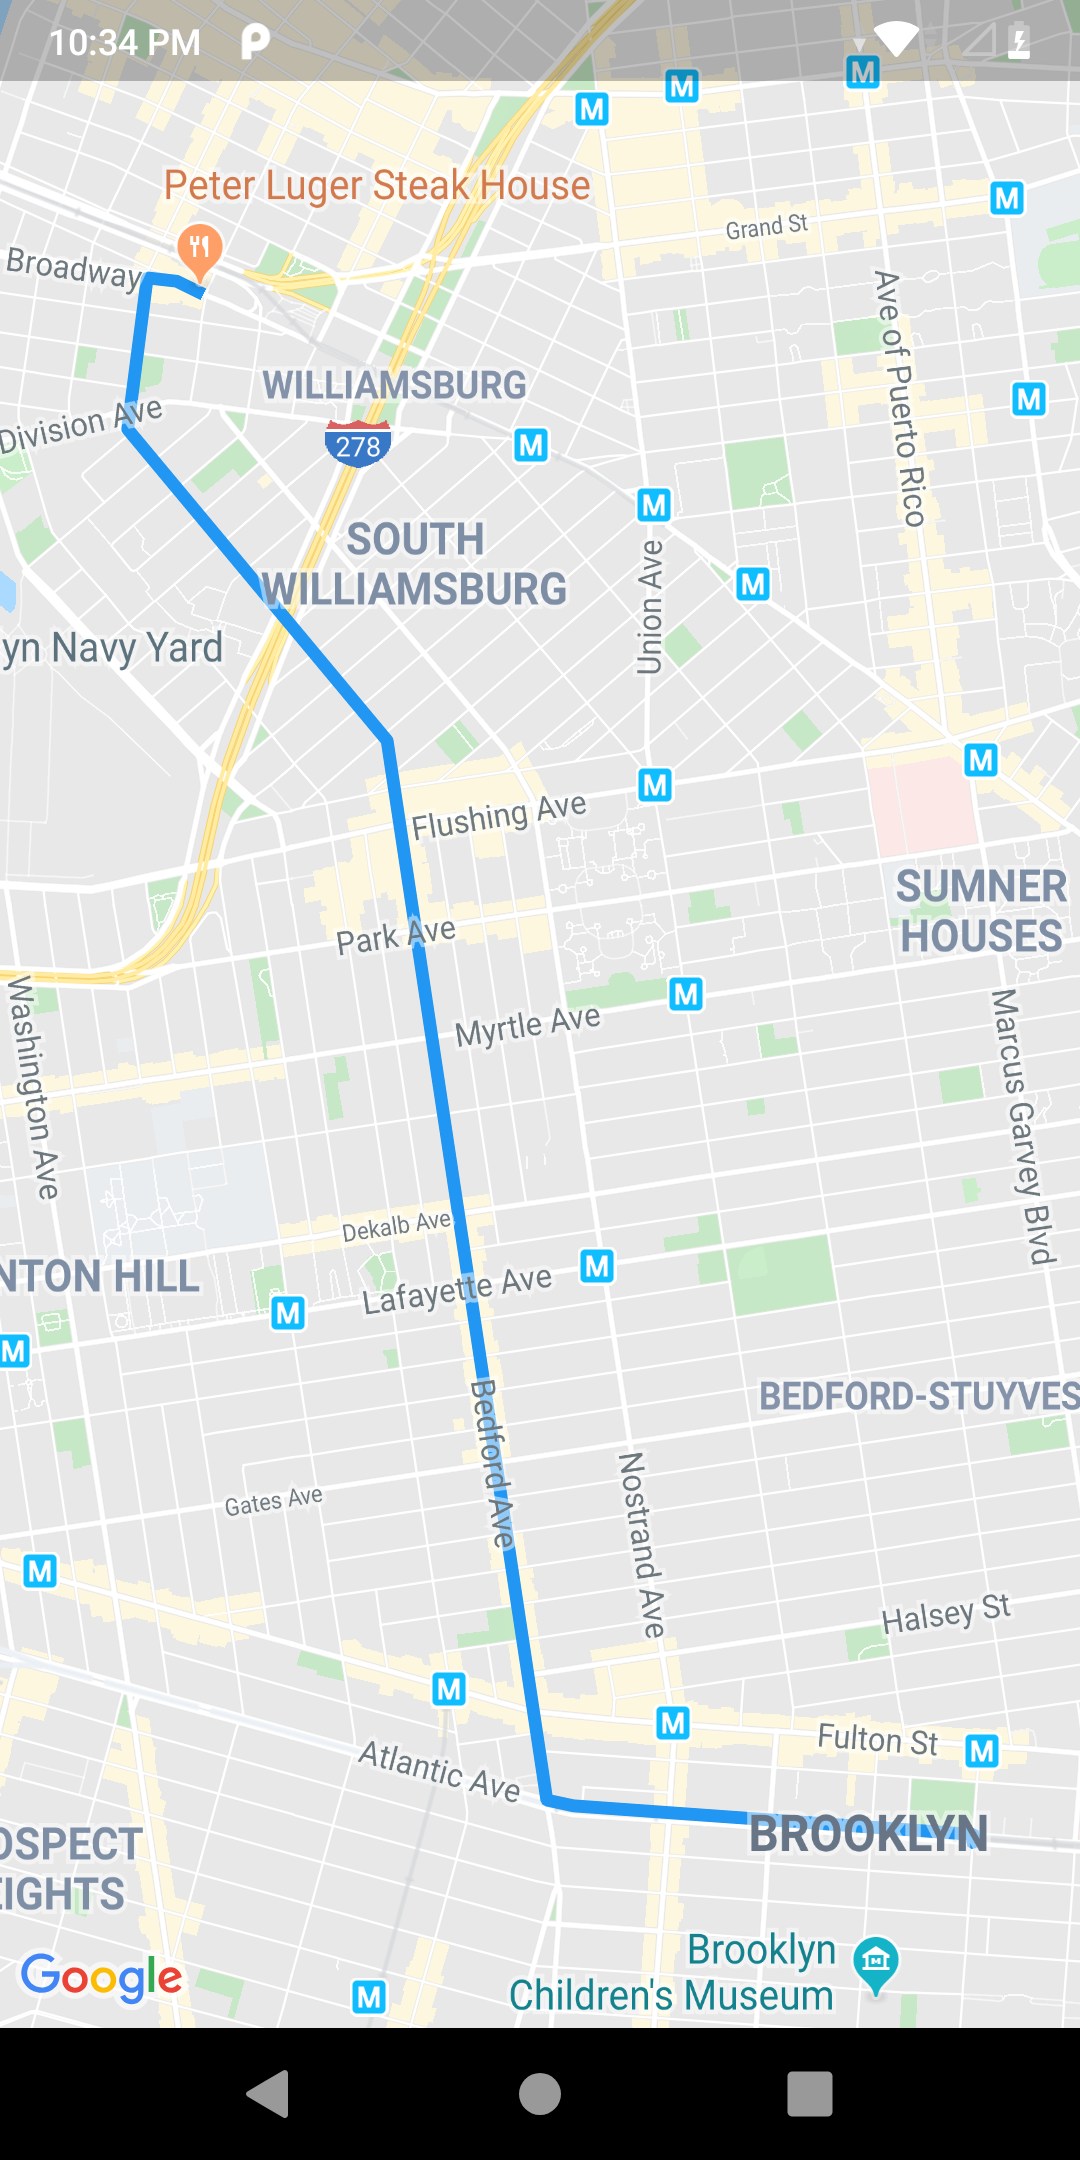 10:34 PM
M
M
M
Peter Luger Steak House
M
Grand St
Broadway
Ave of Puerto Rico
WILLIAMSBURG
M
Division Ave
278
M
M
SOUTH
WILLIAMSBURG
M
Union Ave
yn Navy Yard
M
M
Flushing Ave
SUMNER
HOUSES
Park Ave
Washington Ave
M
Myrtle Ave
Marcus Garvey Blvd
Dekalb Ave
NTON HILL
M
Lafayette Ave
M
M
Bedford Ave
BEDFORD-STUYVES
Gates Ave
Nostrand Ave
M
Halsey St
M
M
Fulton St
M
Atlantic Ave
BROOKLYN
OSPECT
EIGHTS
Brooklyn
Children's Museum
Google
M